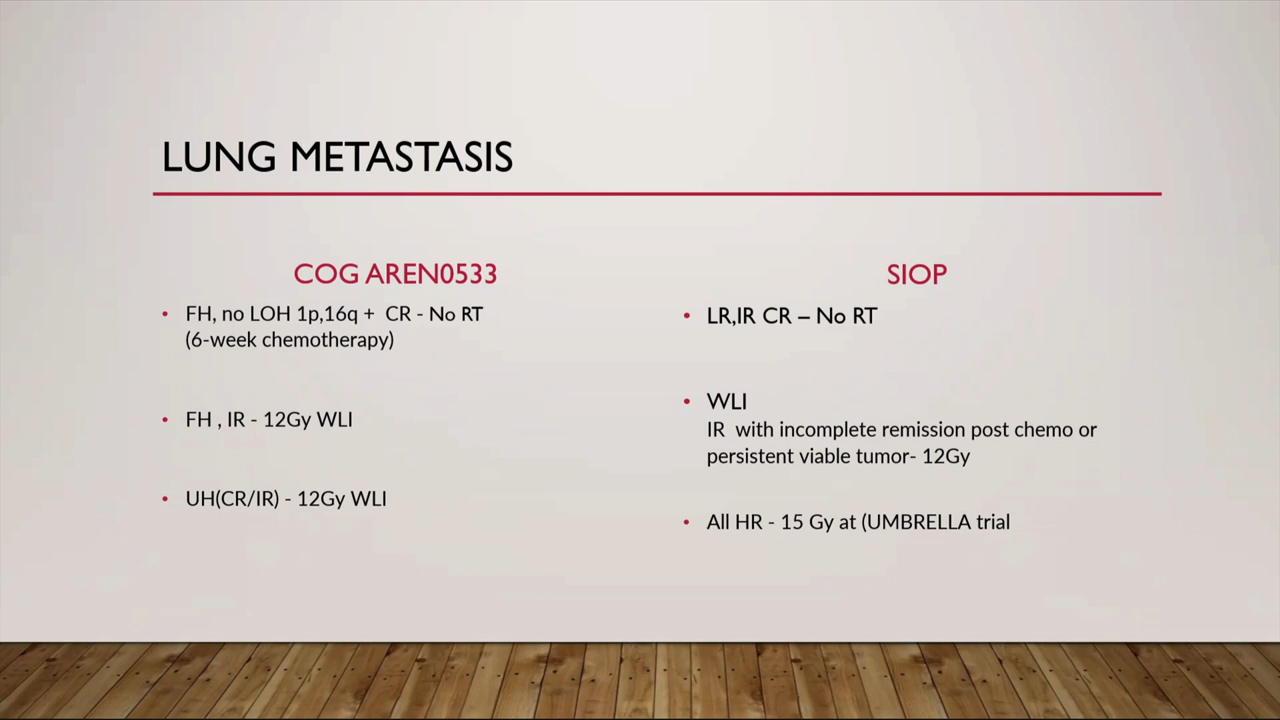 LUNG METASTASIS
COG AREN0533
• FH, no LOH 1p,16q + CR - No RT
(6-week chemotherapy)
• FH , IR - 12Gy WLI
• UH(CR/IR) - 12Gy WLI
SIOP
• LR,IR CR – No RT
• WLI
IR with incomplete remission post chemo or
persistent viable tumor- 12Gy
• All HR - 15 Gy at (UMBRELLA trial